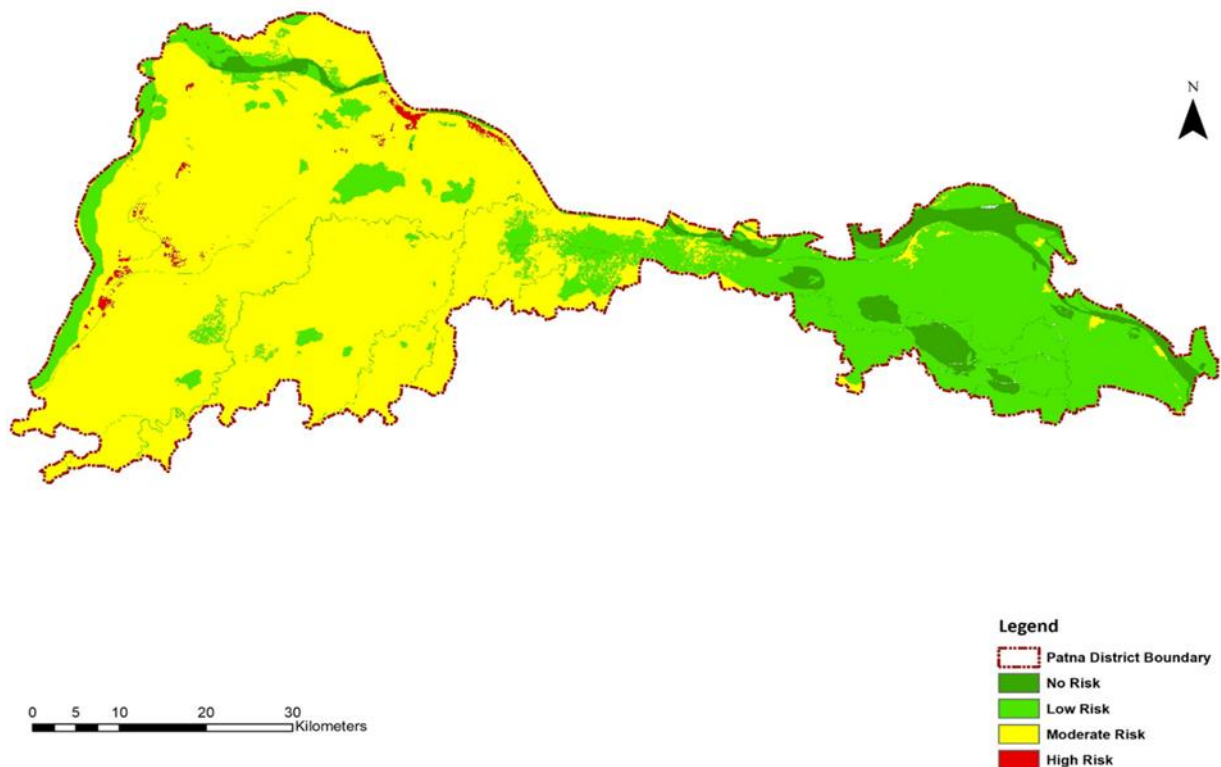 N
Legend
Patna District Boundary
No Risk
Low Risk
Moderate Risk
High Risk
0 5 10 20 30
Kilometers